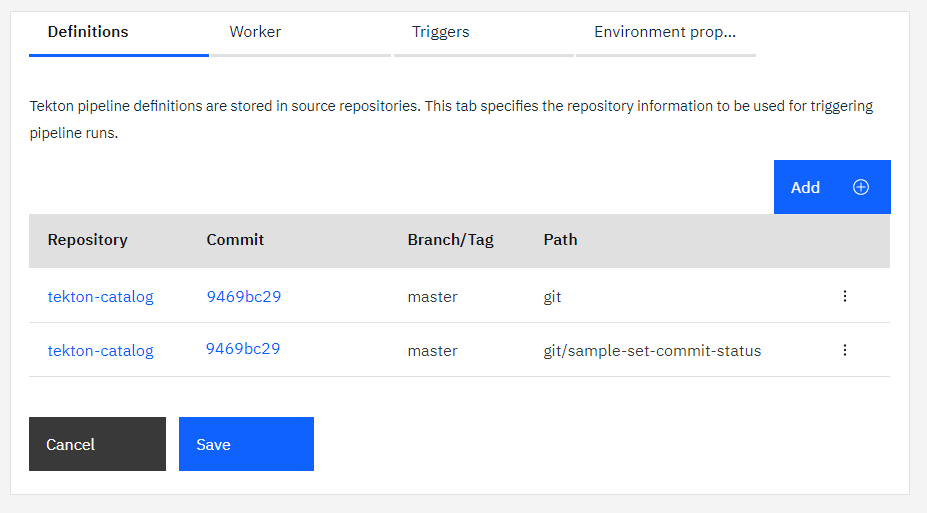 Definitions Worker Triggers Environment prop...
Tekton pipeline definitions are stored in source repositories. This tab specifies the repository information to be used for triggering
pipeline runs.
Add
Repository Commit Branch/Tag Path
tekton-catalog 9469bc29 master git
tekton-catalog 9469bc29 master git/sample-set-commit-status
Cancel Save